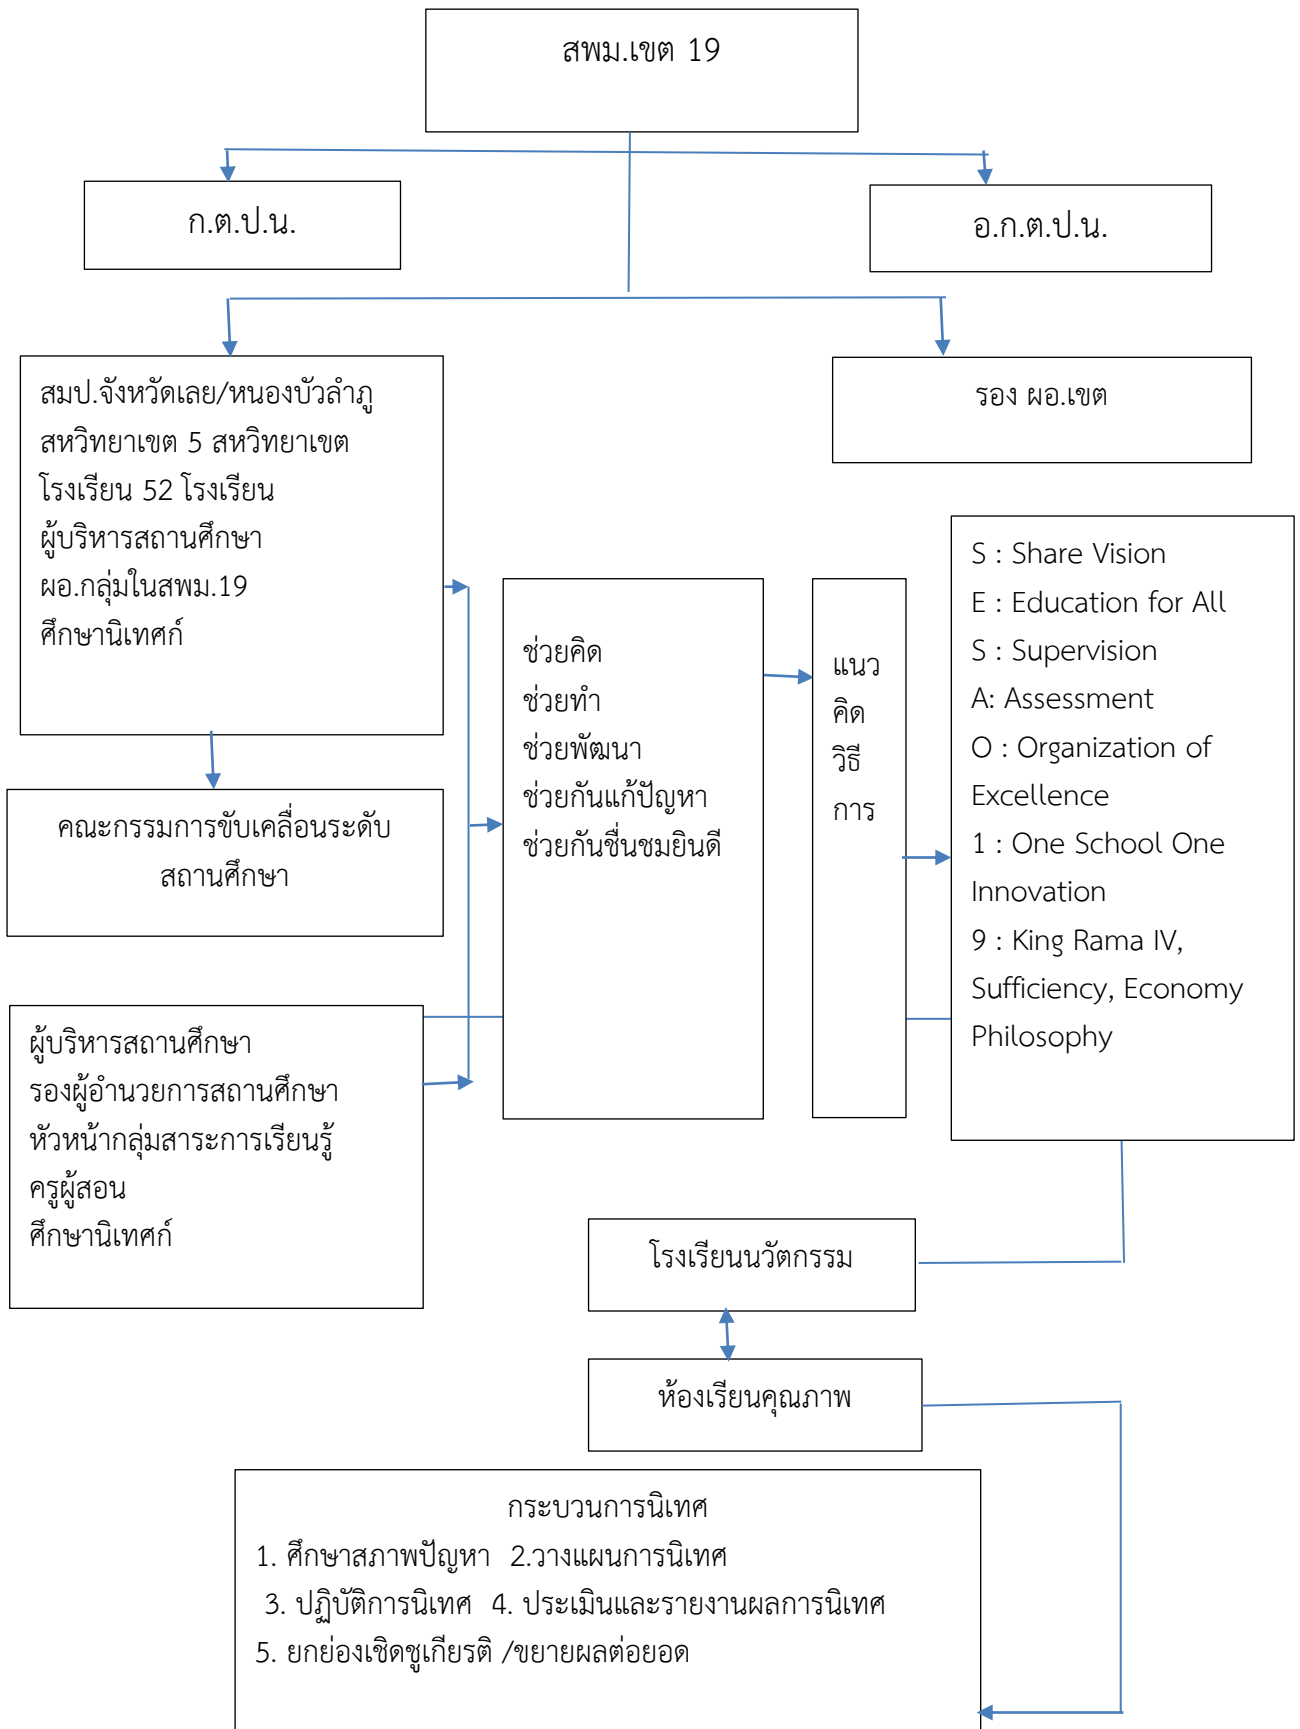 สพม.เขต 19
ก.ต.ป.น.
อ.ก.ต.ป.น.
สมป.จังหวัดเลย/หนองบัวลำภู
สหวิทยาเขต 5 สหวิทยาเขต
โรงเรียน 52 โรงเรียน
ผู้บริหารสถานศึกษา
ผอ.กลุ่มในสพม.19
ศึกษานิเทศก์
รอง ผอ.เขต
คณะกรรมการขับเคลื่อนระดับ
สถานศึกษา
ผู้บริหารสถานศึกษา
รองผู้อำนวยการสถานศึกษา
หัวหน้ากลุ่มสาระการเรียนรู้
ครูผู้สอน
ศึกษานิเทศก์
ช่วยคิด
ช่วยทำ
ช่วยพัฒนา
ช่วยกันแก้ปัญหา
ช่วยกันชื่นชมยินดี
แนว
คิด
วิธี
การ
S : Share Vision
E : Education for All
S : Supervision
A: Assessment
O : Organization of
Excellence
1 : One School One
Innovation
9 : King Rama IV,
Sufficiency, Economy
Philosophy
โรงเรียนนวัตกรรม
ห้องเรียนคุณภาพ
กระบวนการนิเทศ
1. ศึกษาสภาพปัญหา 2.วางแผนการนิเทศ
3. ปฏิบัติการนิเทศ 4. ประเมินและรายงานผลการนิเทศ
5. ยกย่องเชิดชูเกียรติ /ขยายผลต่อยอด